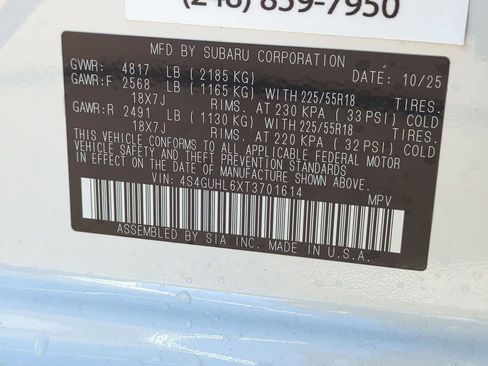 (248) 859-7950
MFD BY SUBARU CORPORATION
GVWR: 4817 LB ( 2185 KG) DATE: 10/25
GAWR:F 2568 LB ( 1165 KG) WITH 225/55R18 TIRES.
18X7J RIMS. AT 230 KPA ( 33 PSI) COLD
GAWR:R 2491 LB ( 1130 KG) WITH 225/55R18 TIRES.
18X7J RIMS. AT 220 KPA ( 32 PSI) COLD
THIS VEHICLE CONFORMS TO ALL APPLICABLE FEDERAL MOTOR
VEHICLE SAFETY AND THEFT PREVENTION STANDARDS
IN EFFECT ON THE DATE OF MANUFACTURE SHOWN ABOVE.
VIN: 4S4GUHL6XT3701614 MPV
ASSEMBLED BY SIA INC. MADE IN U.S.A.